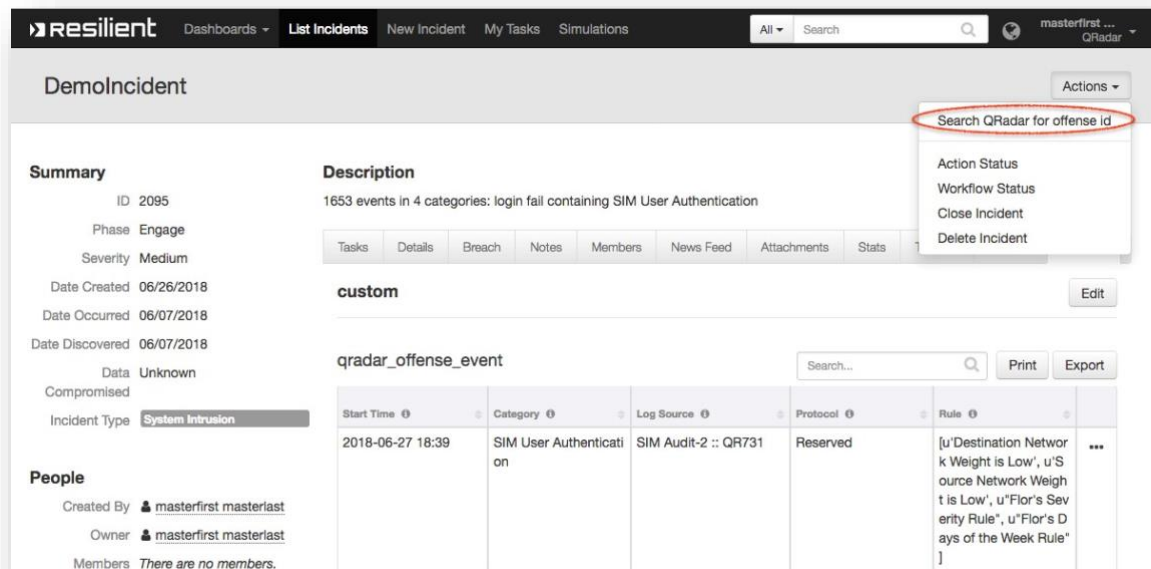 Resilient Dashboards List Incidents New Incident My Tasks Simulations All Search masterfirst ...
QRadar
DemoIncident
Actions
Search QRadar for offense id
Action Status
Workflow Status
Close Incident
Delete Incident
Summary
ID 2095
Phase Engage
Severity Medium
Date Created 06/26/2018
Date Occurred 06/07/2018
Date Discovered 06/07/2018
Data Unknown
Compromised
Incident Type System Intrusion
People
Created By masterfirst masterlast
Owner masterfirst masterlast
Members There are no members.
Description
1653 events in 4 categories: login fail containing SIM User Authentication
Tasks Details Breach Notes Members News Feed Attachments Stats
custom
Edit
qradar_offense_event
Search... Print Export
Start Time Category Log Source Protocol Rule
2018-06-27 18:39 SIM User Authenticati SIM Audit-2 :: QR731 Reserved [u'Destination Networ ...
on k Weight is Low', u'S
ource Network Weigh
t is Low', u"Flor's Sev
erity Rule", u"Flor's D
ays of the Week Rule"
]